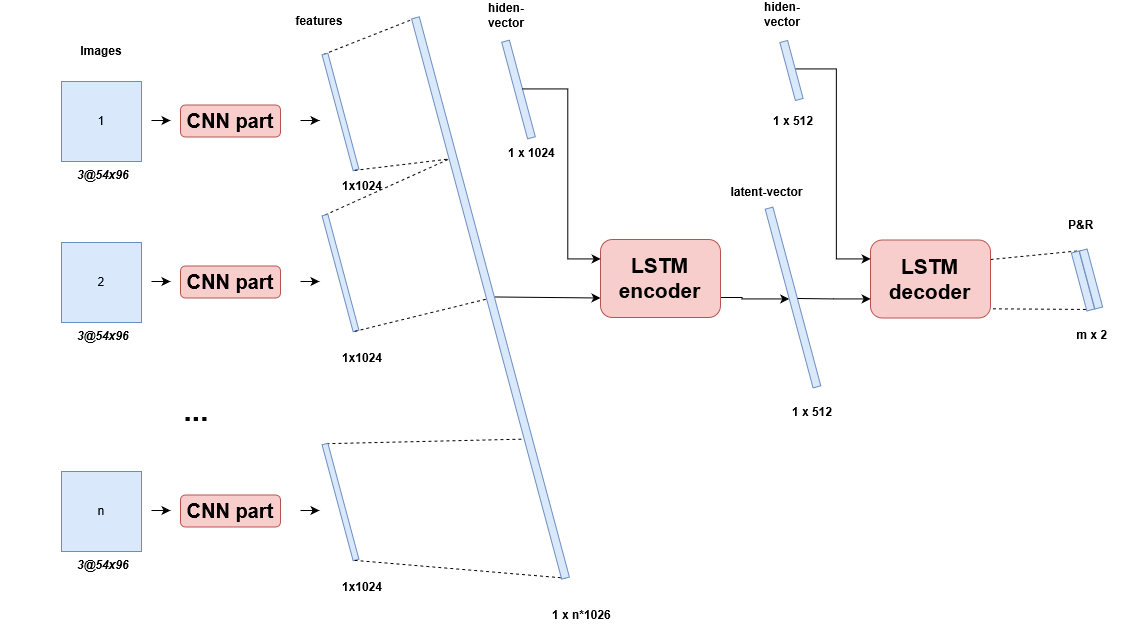 Images
1
CNN part
3@54x96
features
1x1024
2
CNN part
3@54x96
1x1024
...
n
CNN part
3@54x96
1x1024
1 x n*1026
hiden-
vector
1 x 1024
LSTM
encoder
latent-vector
1 x 512
hiden-
vector
1 x 512
LSTM
decoder
P&R
m x 2